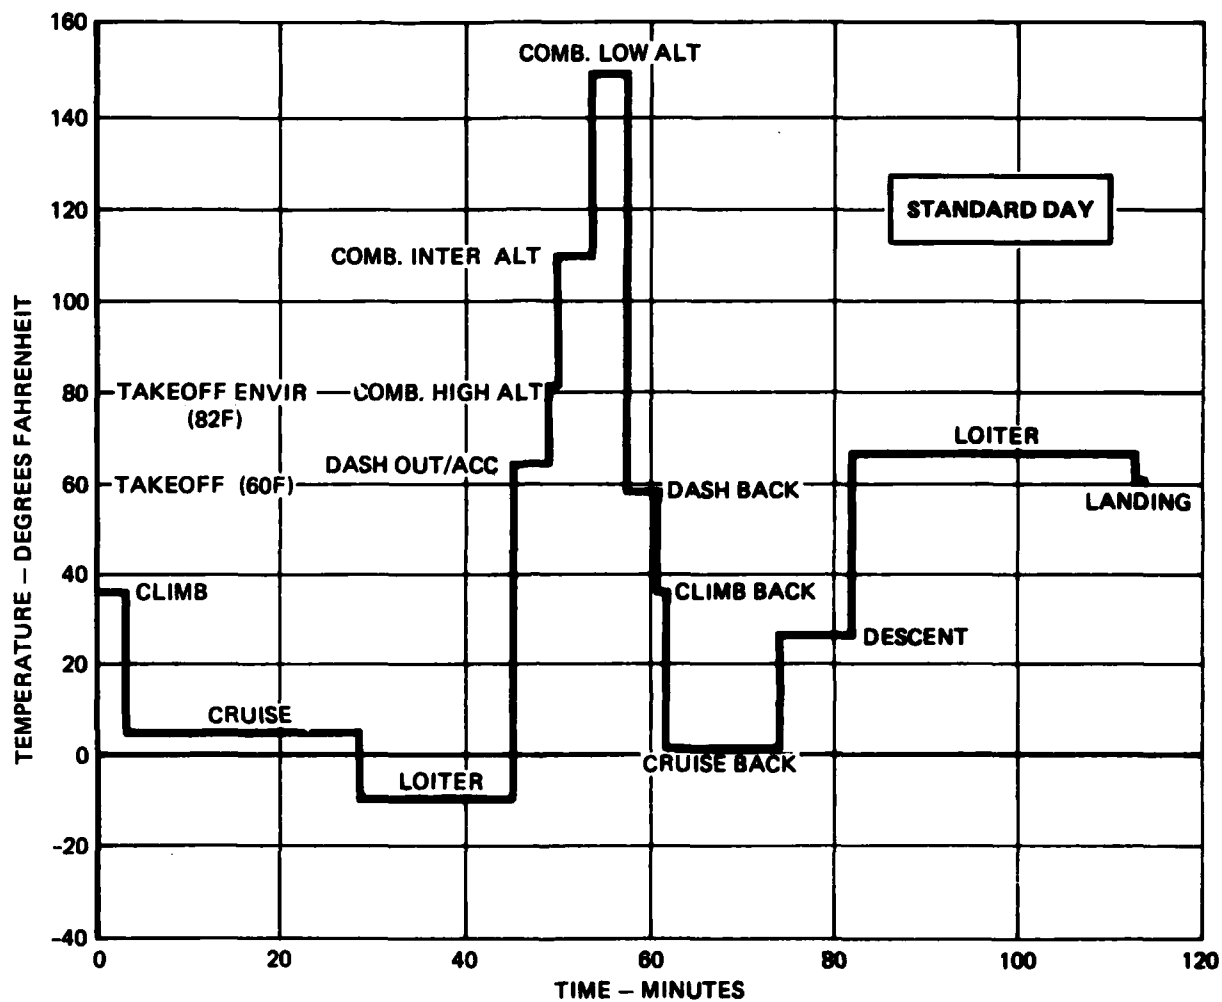 160
COMB. LOW ALT
140
STANDARD DAY
120
COMB. INTER ALT
100
80
TAKEOFF ENVIR
(82F)
COMB. HIGH ALT
DASH OUT/ACC
LOITER
60
TAKEOFF (60F)
DASH BACK
LANDING
40
CLIMB
CLIMB BACK
DESCENT
20
CRUISE
0
CRUISE BACK
LOITER
-20
-40
TEMPERATURE – DEGREES FAHRENHEIT
0 20 40 60 80 100 120
TIME – MINUTES